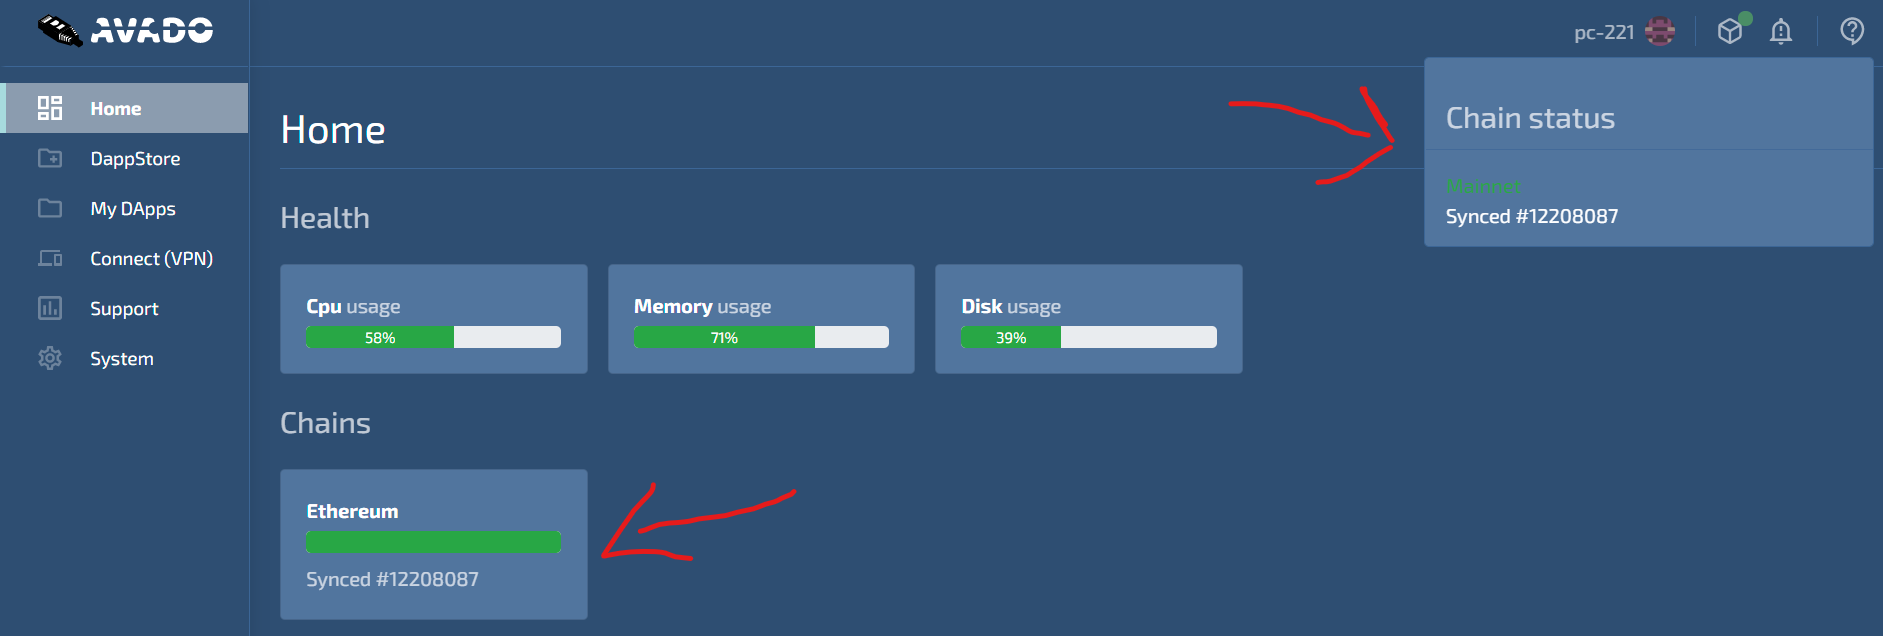 AVADO
pc-221
Home
DappStore
My DApps
Connect (VPN)
Support
System
Home
Health
Cpu usage
58%
Memory usage
71%
Disk usage
39%
Chains
Ethereum
Synced #12208087
Chain status
Mainnet
Synced #12208087